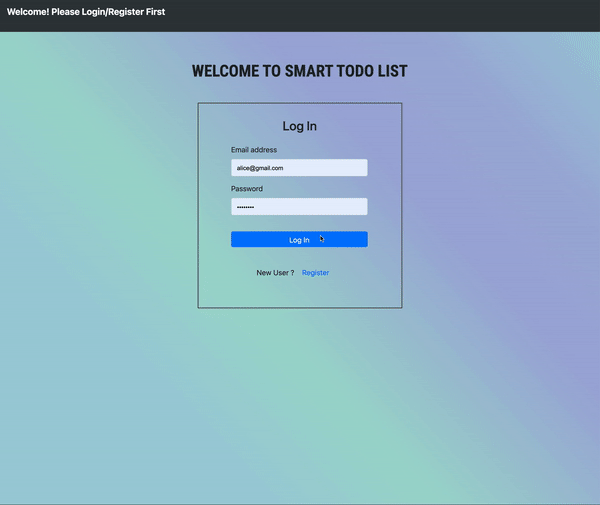 Welcome! Please Login/Register First
WELCOME TO SMART TODO LIST
Log In
Email address
alice@gmail.com
Password
••••••••
Log In
New User ? Register